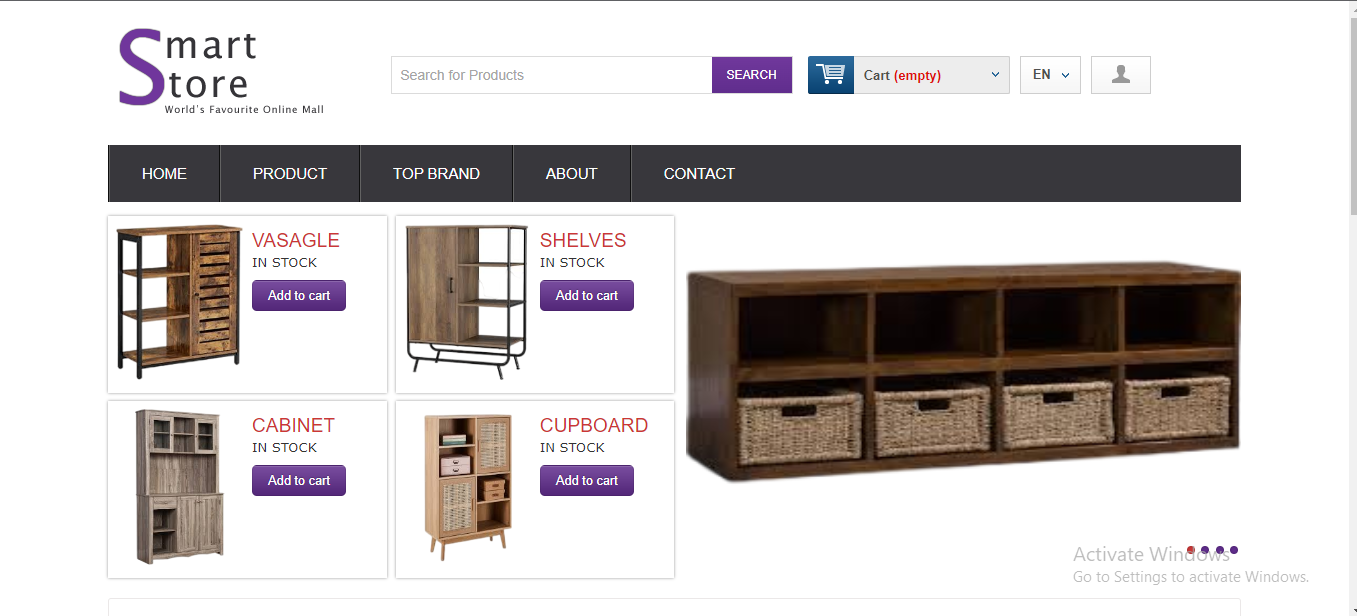 Smart
Store
World's Favourite Online Mall
Search for Products
SEARCH
Cart (empty)
EN
HOME
PRODUCT
TOP BRAND
ABOUT
CONTACT
VASAGLE
IN STOCK
Add to cart
SHELVES
IN STOCK
Add to cart
CABINET
IN STOCK
Add to cart
CUPBOARD
IN STOCK
Add to cart
Activate Windows
Go to Settings to activate Windows.